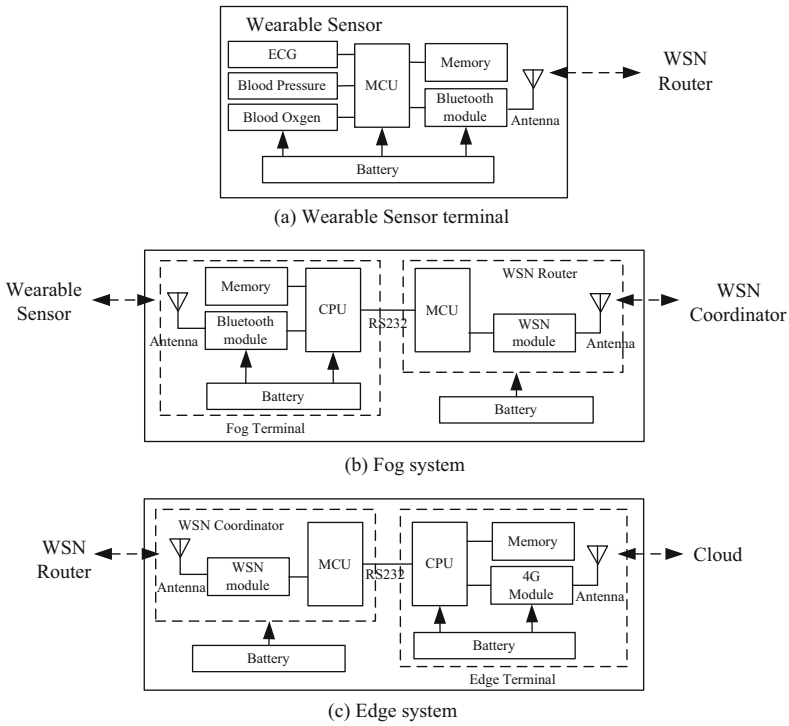 Wearable Sensor
ECG
Blood Pressure
Blood Oxgen
MCU
Memory
Bluetooth
module
Antenna
Battery
WSN
Router
(a) Wearable Sensor terminal
Wearable
Sensor
Antenna
Memory
Bluetooth
module
CPU
Battery
Fog Terminal
RS232
WSN Router
MCU
WSN
module
Antenna
Battery
WSN
Coordinator
(b) Fog system
WSN
Router
WSN Coordinator
Antenna
WSN
module
MCU
Battery
RS232
CPU
Memory
4G
Module
Antenna
Battery
Edge Terminal
Cloud
(c) Edge system